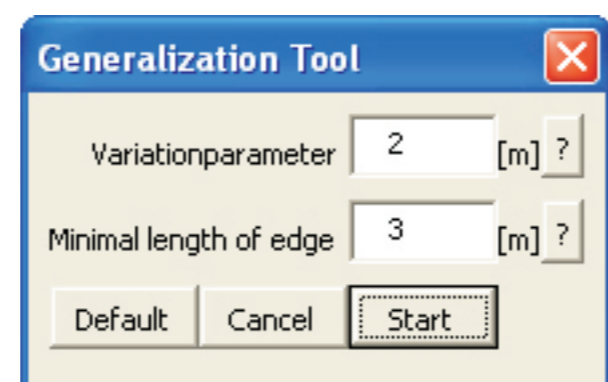 Generalization Tool
Variationparameter 2 [m] ?
Minimal length of edge 3 [m] ?
Default Cancel Start